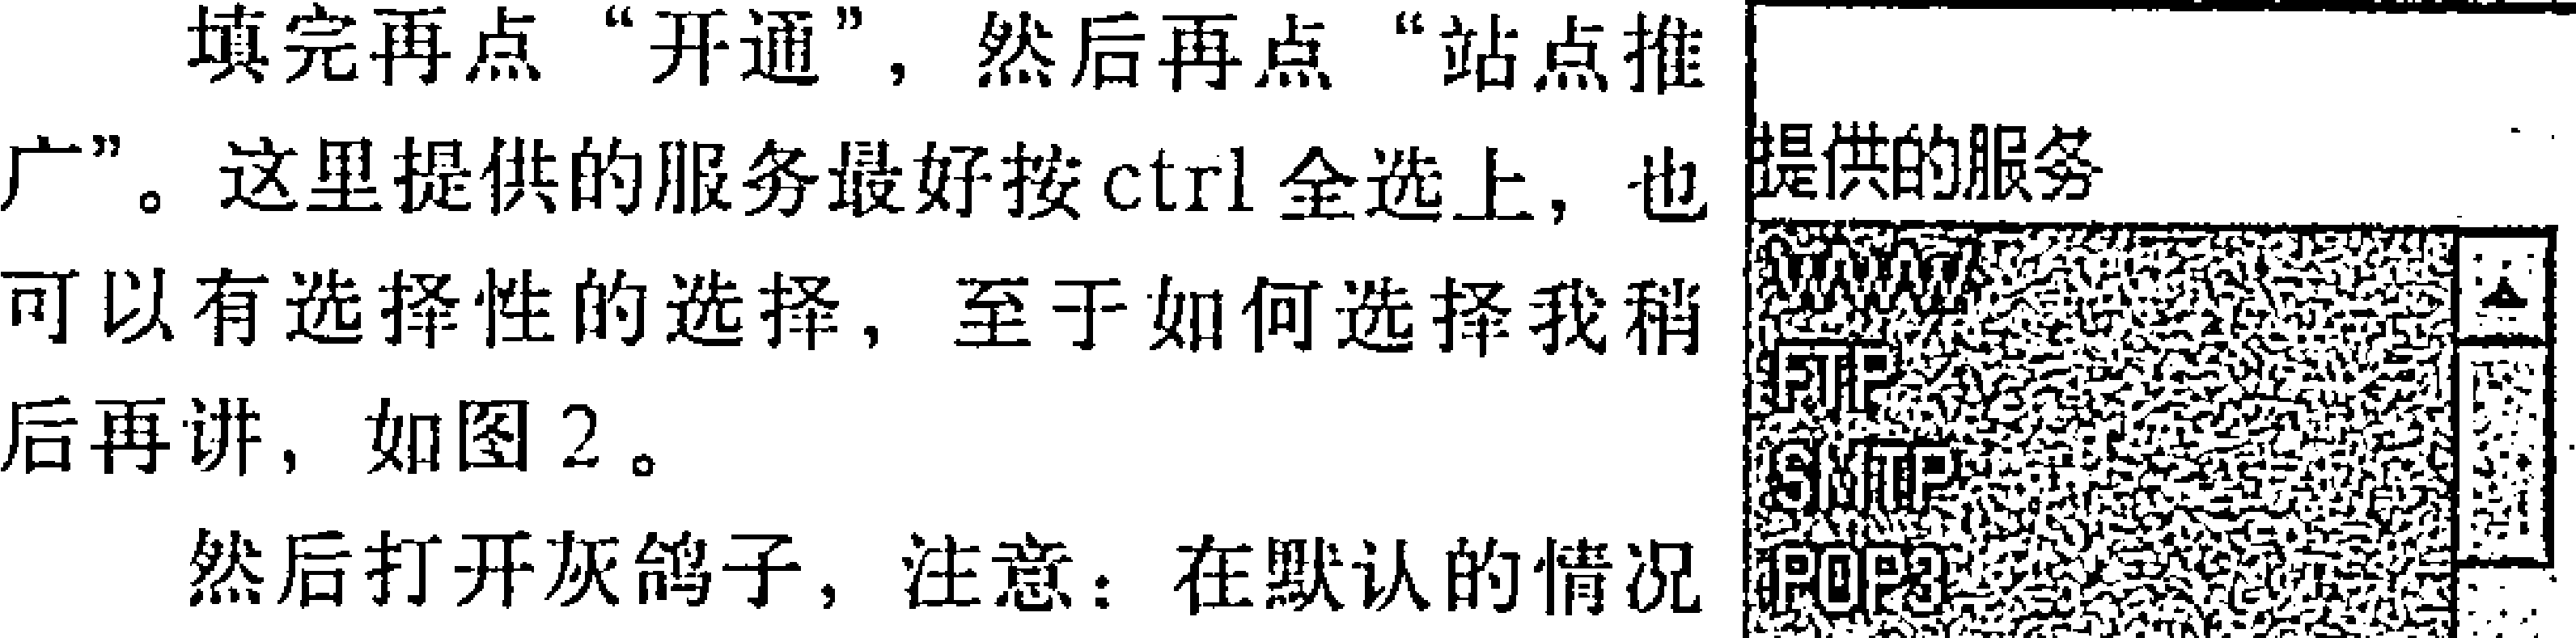 填完再点“开通”，然后再点“站点推
广”。这里提供的服务最好按ctrl全选上，也
可以有选择性的选择，至于如何选择我稍
后再讲，如图2。
然后打开灰鸽子，注意：在默认的情况
提供的服务
WWW
FTP
SMTP
POP3